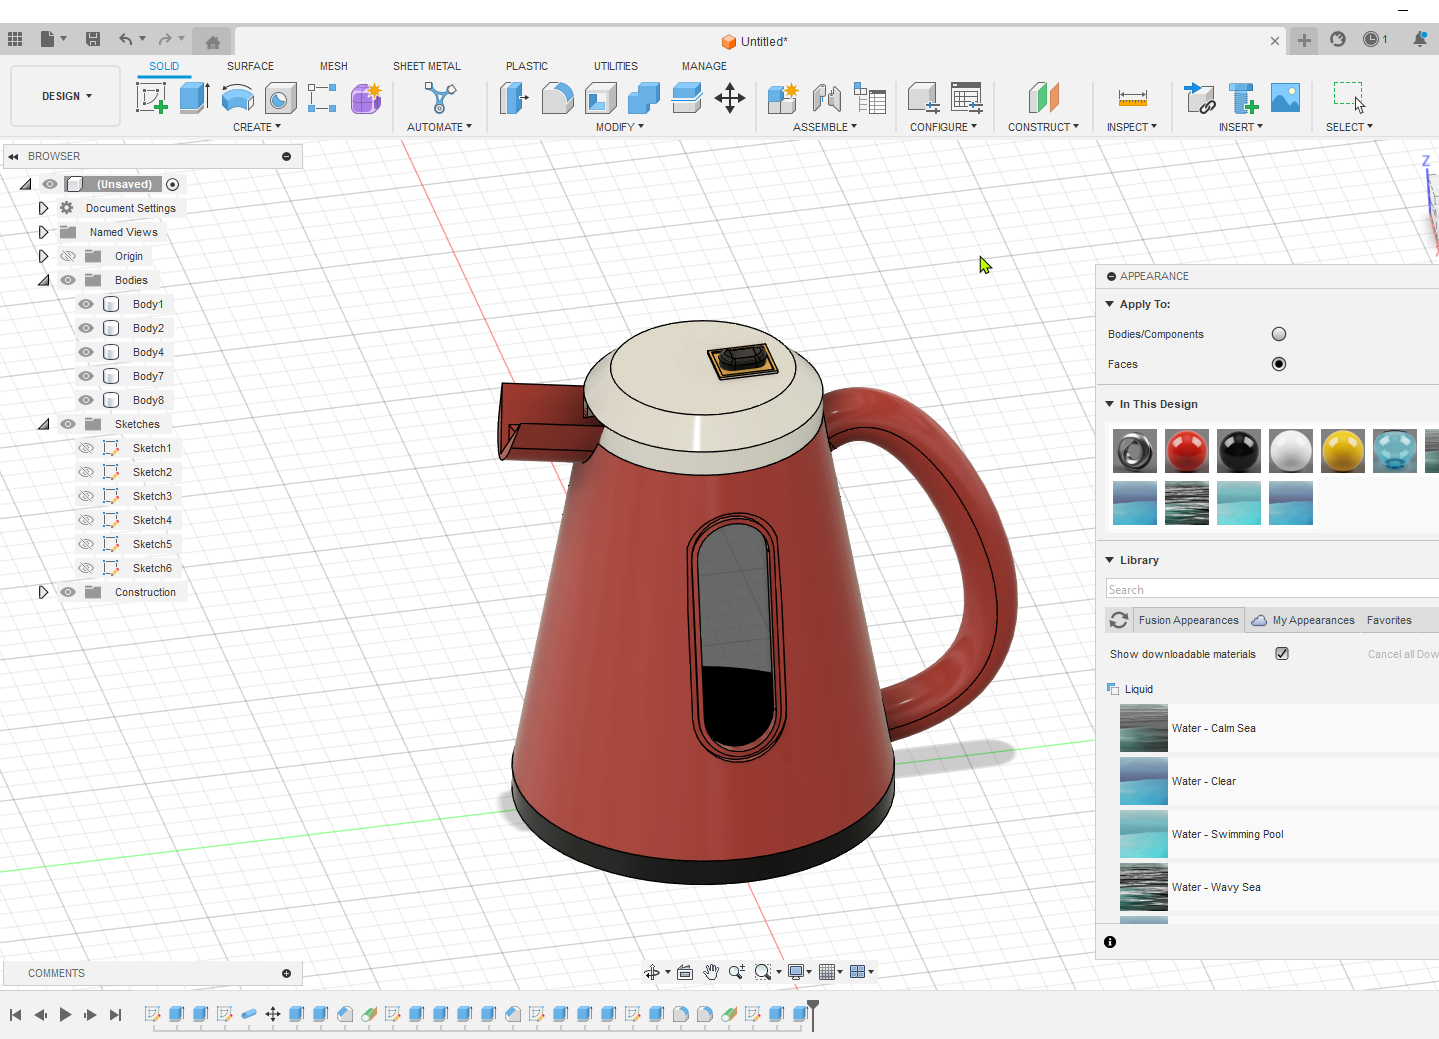 Untitled*
1
DESIGN
SOLID SURFACE MESH SHEET METAL PLASTIC UTILITIES MANAGE
CREATE AUTOMATE MODIFY ASSEMBLE CONFIGURE CONSTRUCT INSPECT INSERT SELECT
BROWSER
(Unsaved)
Document Settings
Named Views
Origin
Bodies
Body1
Body2
Body4
Body7
Body8
Sketches
Sketch1
Sketch2
Sketch3
Sketch4
Sketch5
Sketch6
Construction
Z
APPEARANCE
Apply To:
Bodies/Components
Faces
In This Design
Library
Search
Fusion Appearances My Appearances Favorites
Show downloadable materials Cancel all Dow
Liquid
Water - Calm Sea
Water - Clear
Water - Swimming Pool
Water - Wavy Sea
COMMENTS